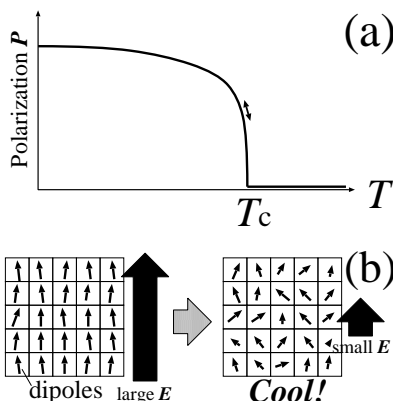 (a)
Polarization P
T
Tc
(b)
dipoles
large E
small E
Cool!